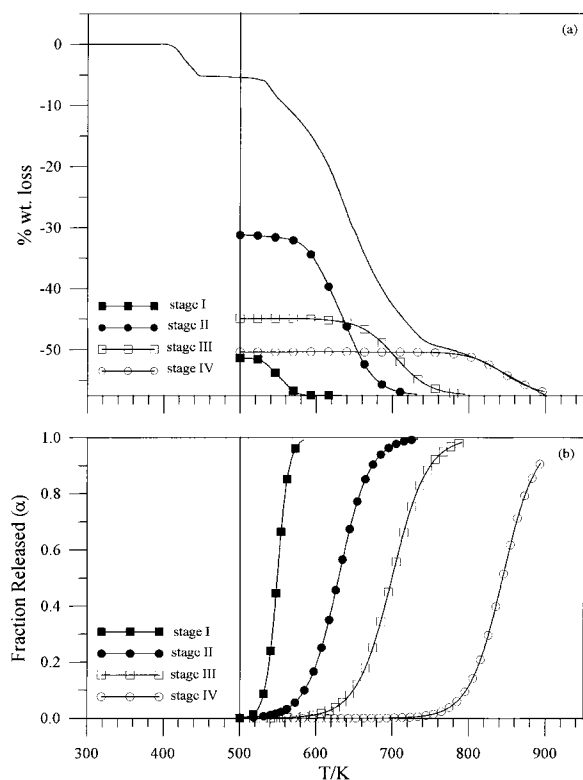 (a)
0
-10
-20
-30
-40
-50
% wt. loss
stage I
stage II
stage III
stage IV
(b)
1.0
0.8
0.6
0.4
0.2
0.0
Fraction Released (α)
stage I
stage II
stage III
stage IV
300 400 500 600 700 800 900
T/K